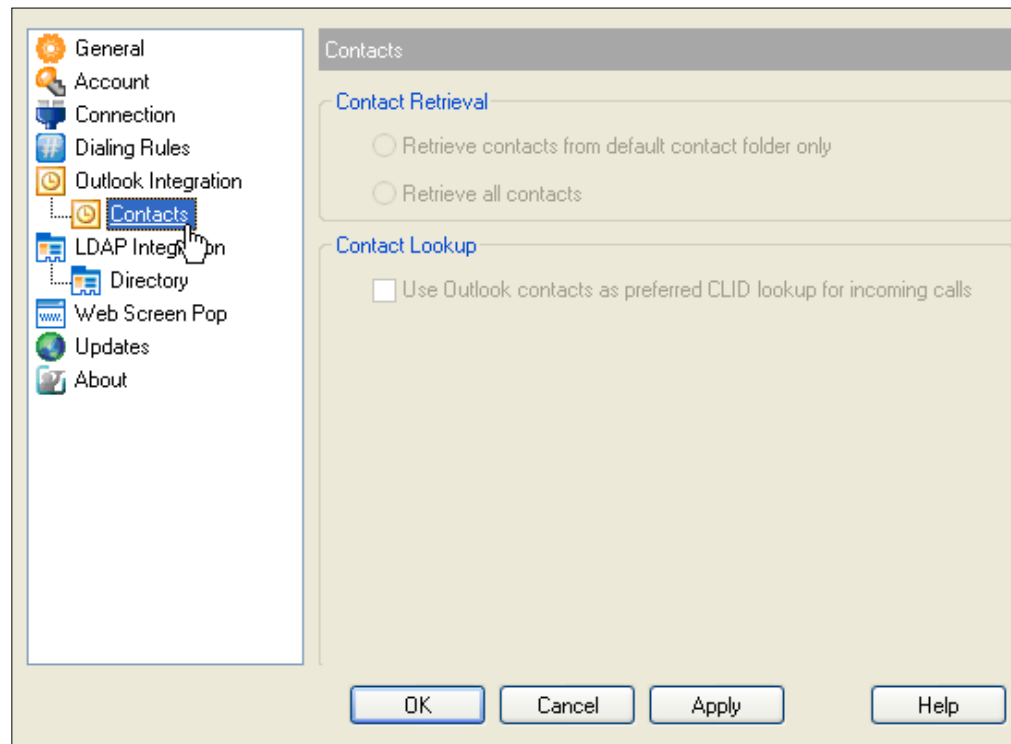 General
Account
Connection
Dialing Rules
Outlook Integration
Contacts
LDAP Integration
Directory
www.
Web Screen Pop
Updates
About
Contacts
Contact Retrieval
Retrieve contacts from default contact folder only
Retrieve all contacts
Contact Lookup
Use Outlook contacts as preferred CLID lookup for incoming calls
OK
Cancel
Apply
Help